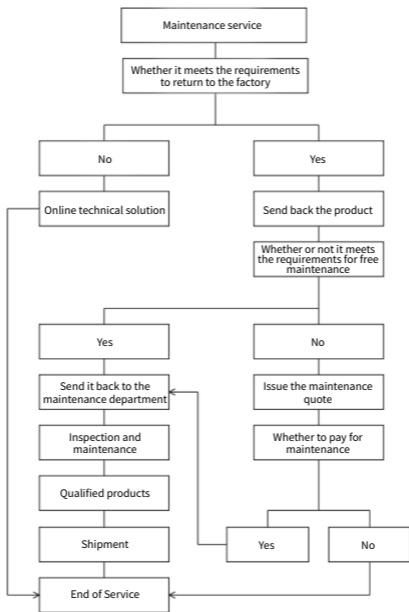 Maintenance service
Whether it meets the requirements
to return to the factory
No
Yes
Online technical solution
Send back the product
Whether or not it meets
the requirements for free
maintenance
Yes
No
Send it back to the
maintenance department
Issue the maintenance
quote
Inspection and
maintenance
Whether to pay for
maintenance
Qualified products
Shipment
Yes
No
End of Service